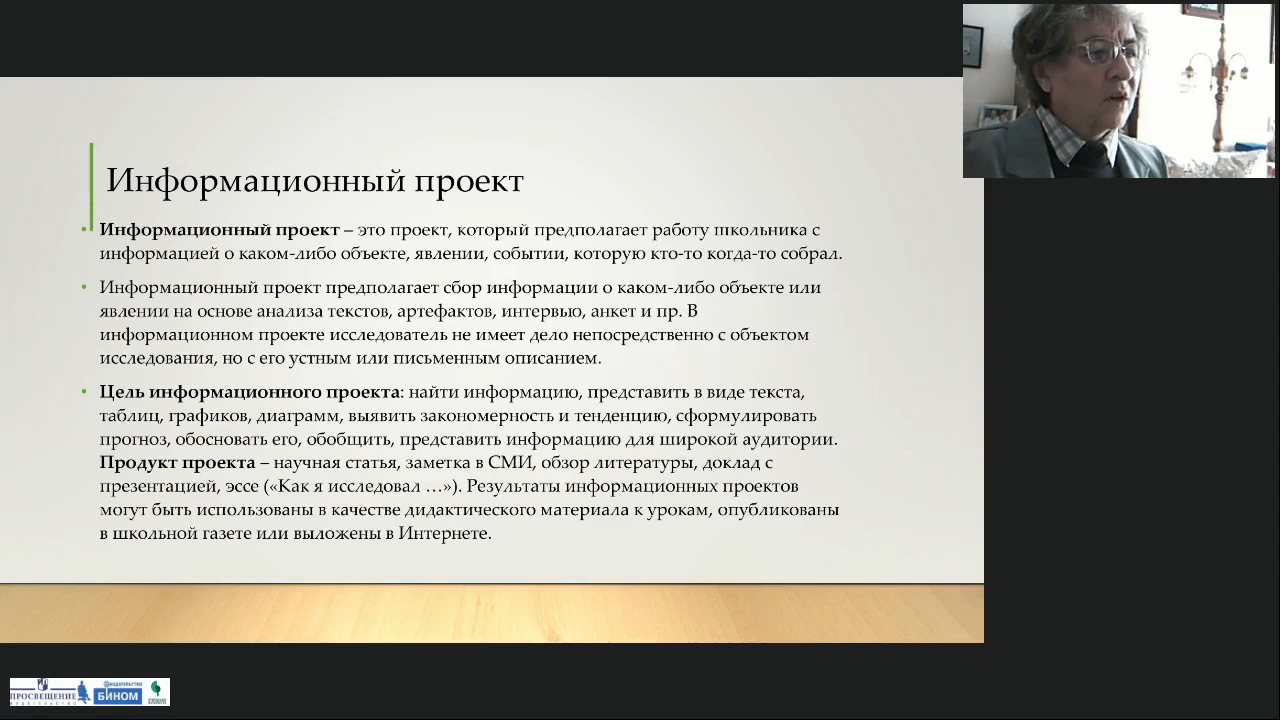 Информационный проект
• Информационный проект – это проект, который предполагает работу школьника с
информацией о каком-либо объекте, явлении, событии, которую кто-то когда-то собрал.
• Информационный проект предполагает сбор информации о каком-либо объекте или
явлении на основе анализа текстов, артефактов, интервью, анкет и пр. В
информационном проекте исследователь не имеет дело непосредственно с объектом
исследования, но с его устным или письменным описанием.
• Цель информационного проекта: найти информацию, представить в виде текста,
таблиц, графиков, диаграмм, выявить закономерность и тенденцию, сформулировать
прогноз, обосновать его, обобщить, представить информацию для широкой аудитории.
Продукт проекта – научная статья, заметка в СМИ, обзор литературы, доклад с
презентацией, эссе («Как я исследовал …»). Результаты информационных проектов
могут быть использованы в качестве дидактического материала к урокам, опубликованы
в школьной газете или выложены в Интернете.
ПРОСВЕЩЕНИЕ
ИЗДАТЕЛЬСТВО
ИЗДАТЕЛЬСТВО
БИНОМ